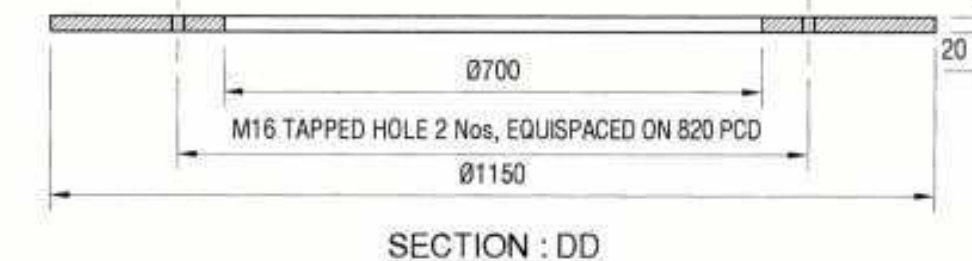 20
Ø700
M16 TAPPED HOLE 2 Nos, EQUISPACED ON 820 PCD
Ø1150
SECTION : DD